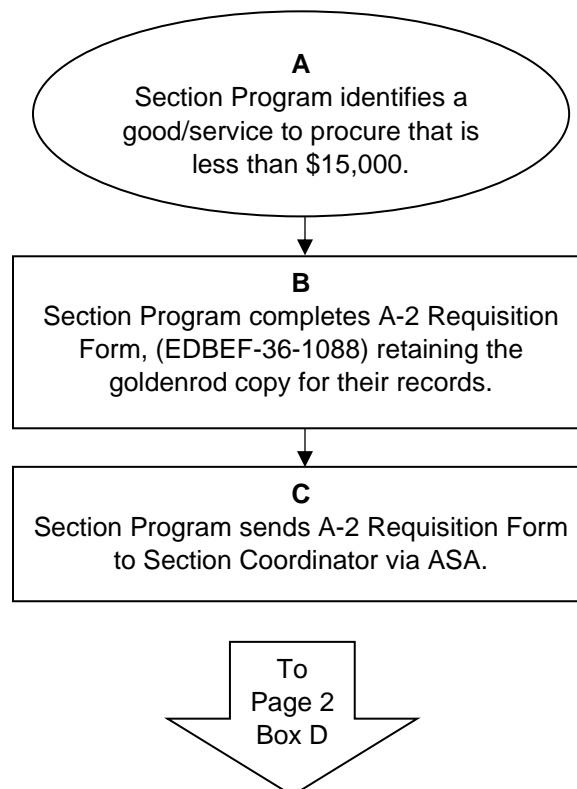 A
Section Program identifies a
good/service to procure that is
less than $15,000.
B
Section Program completes A-2 Requisition
Form, (EDBEF-36-1088) retaining the
goldenrod copy for their records.
C
Section Program sends A-2 Requisition Form
to Section Coordinator via ASA.
To
Page 2
Box D